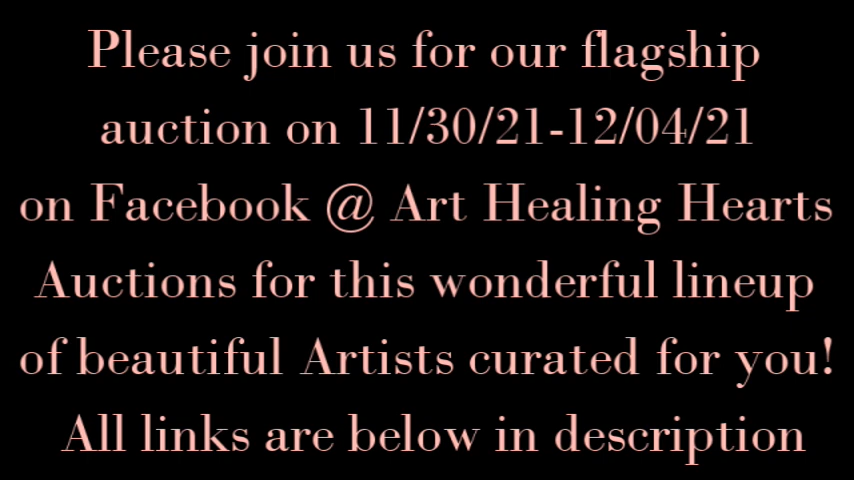 Please join us for our flagship
auction on 11/30/21-12/04/21
on Facebook @ Art Healing Hearts
Auctions for this wonderful lineup
of beautiful Artists curated for you!
All links are below in description